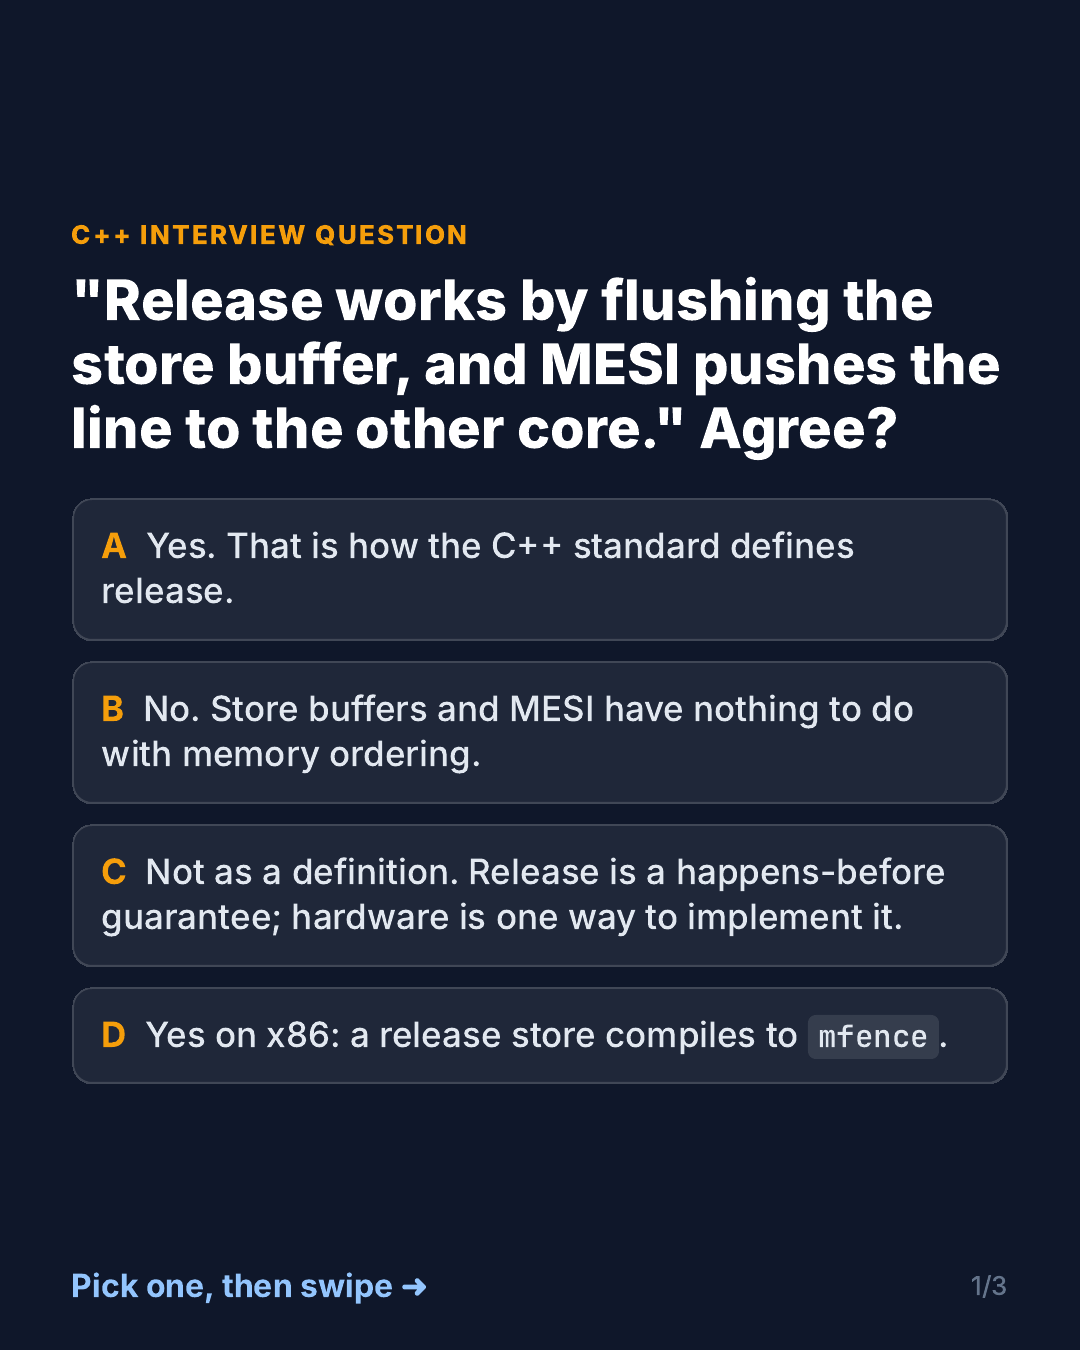 C++ INTERVIEW QUESTION
"Release works by flushing the
store buffer, and MESI pushes the
line to the other core." Agree?
A Yes. That is how the C++ standard defines
release.
B No. Store buffers and MESI have nothing to do
with memory ordering.
C Not as a definition. Release is a happens-before
guarantee; hardware is one way to implement it.
D Yes on x86: a release store compiles to mfence.
Pick one, then swipe ➜
1/3